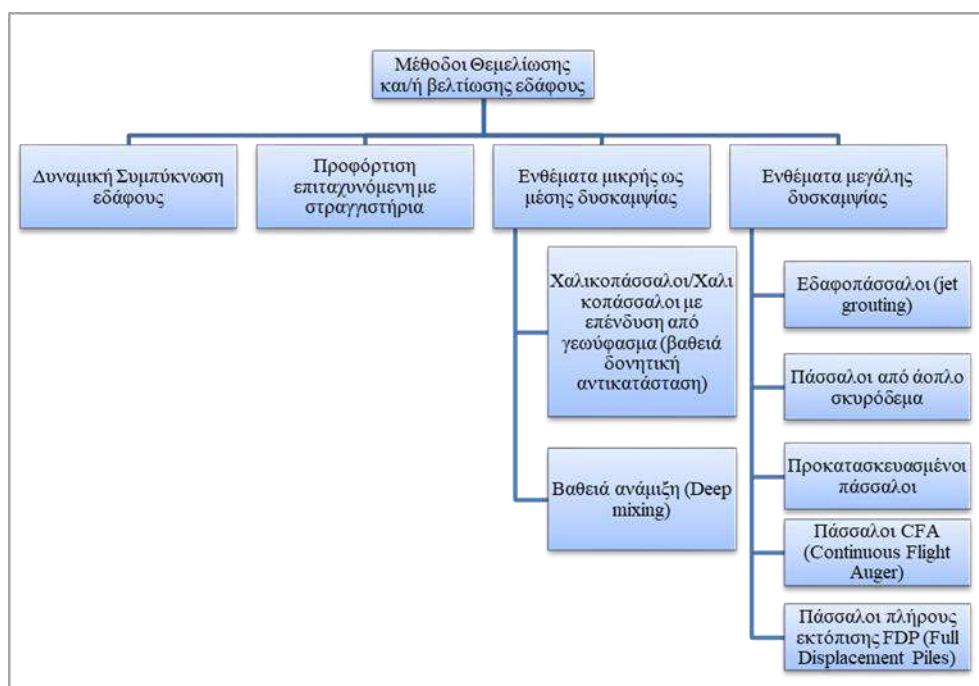 Μέθοδοι Θεμελίωσης
και/ή βελτίωσης εδάφους
Δυναμική Συμπύκνωση
εδάφους
Προφόρτιση
επιταχυνόμενη με
στραγγιστήρια
Ενθέματα μικρής ως
μέσης δυσκαμψίας
Ενθέματα μεγάλης
δυσκαμψίας
Χαλικοπάσσαλοι/Χαλι
κοπάσσαλοι με
επένδυση από
γεωύφασμα (βαθειά
δονητική
αντικατάσταση)
Βαθειά ανάμιξη (Deep
mixing)
Εδαφοπάσσαλοι (jet
grouting)
Πάσσαλοι από άοπλο
σκυρόδεμα
Προκατασκευασμένοι
πάσσαλοι
Πάσσαλοι CFA
(Continuous Flight
Auger)
Πάσσαλοι πλήρους
εκτόπισης FDP (Full
Displacement Piles)